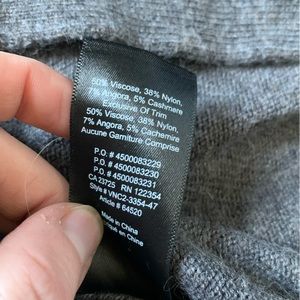 50% Viscose, 38% Nylon,
7% Angora, 5% Cashmere
Exclusive Of Trim
50% Viscose, 38% Nylon,
7% Angora, 5% Cachemire
Aucune Garniture Comprise
P.O. # 4500083229
P.O. # 4500083230
P.O. # 4500083231
CA 23725 RN 122354
Style # VNC2-3354-47
Article # 64520
Made in China
en Chine